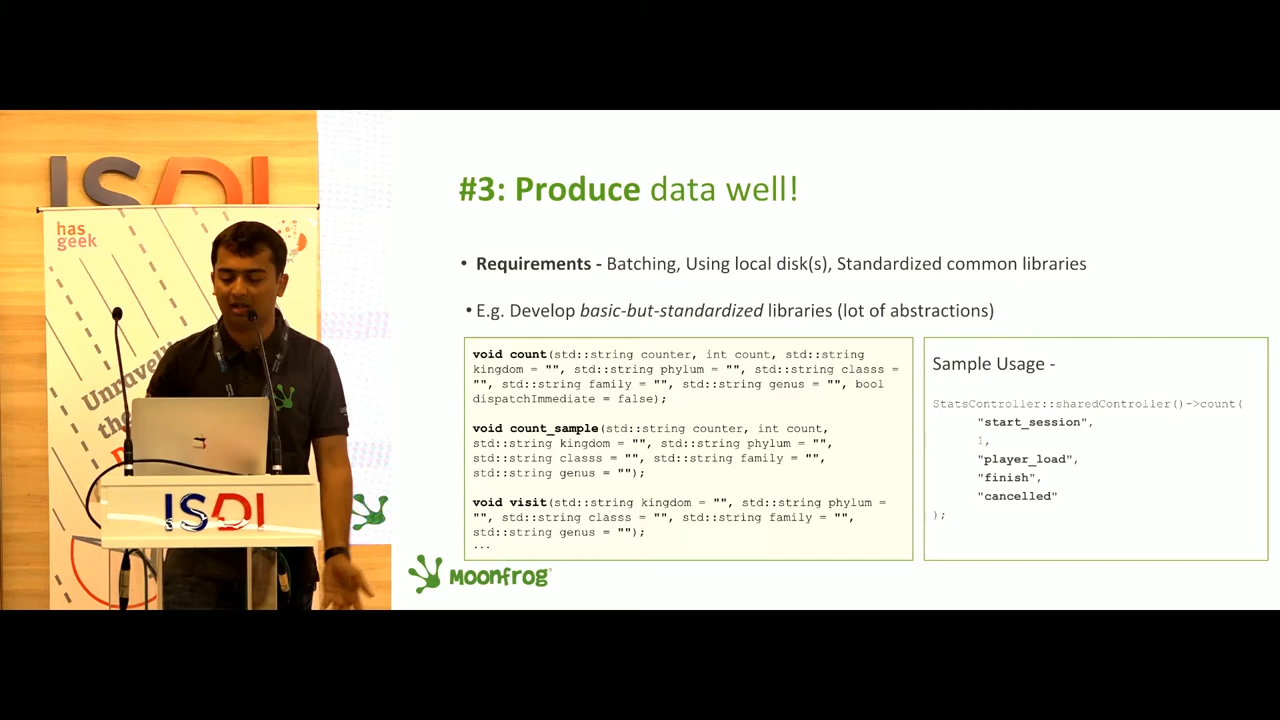 ISDI
has
geek
Unraveli
the
ISDI
#3: Produce data well!
• Requirements - Batching, Using local disk(s), Standardized common libraries
• E.g. Develop basic-but-standardized libraries (lot of abstractions)
void count(std::string counter, int count, std::string
kingdom = "", std::string phylum = "", std::string classs =
"", std::string family = "", std::string genus = "", bool
dispatchImmediate = false);
void count_sample(std::string counter, int count,
std::string kingdom = "", std::string phylum = "",
std::string classs = "", std::string family = "",
std::string genus = "");
void visit(std::string kingdom = "", std::string phylum =
"", std::string classs = "", std::string family = "",
std::string genus = "");
...
Sample Usage -
StatsController::sharedController()->count(
"start_session",
1,
"player_load",
"finish",
"cancelled"
);
Moonfrog